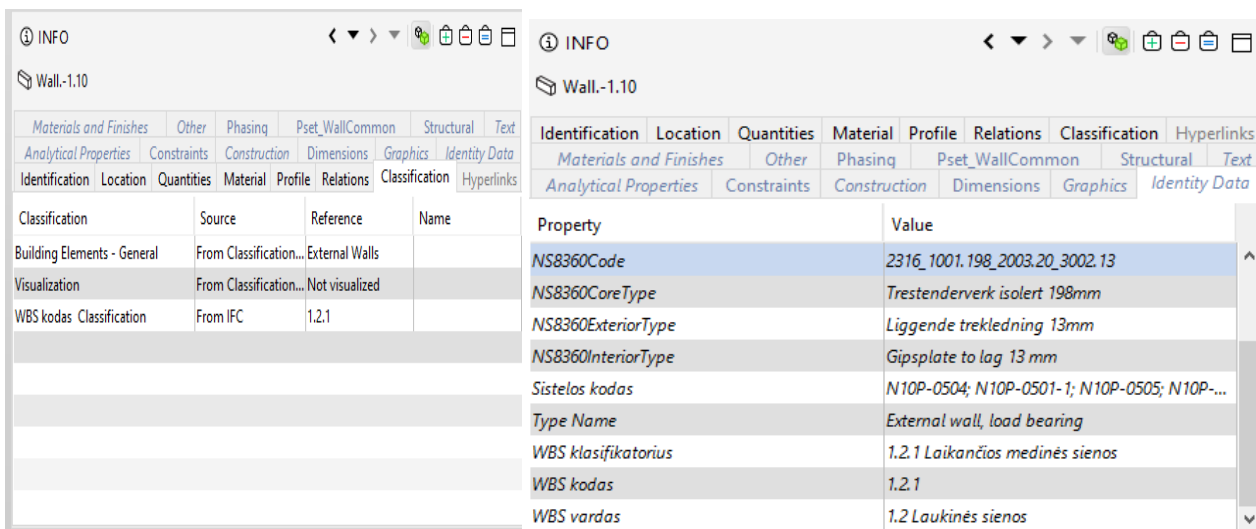 INFO
Wall.-1.10
Materials and Finishes Other Phasing Pset_WallCommon Structural Text
Analytical Properties Constraints Construction Dimensions Graphics Identity Data
Identification Location Quantities Material Profile Relations Classification Hyperlinks
Classification Source Reference Name
Building Elements - General From Classification... External Walls
Visualization From Classification... Not visualized
WBS kodas Classification From IFC 1.2.1
INFO
Wall.-1.10
Identification Location Quantities Material Profile Relations Classification Hyperlinks
Materials and Finishes Other Phasing Pset_WallCommon Structural Text
Analytical Properties Constraints Construction Dimensions Graphics Identity Data
Property Value
NS8360Code 2316_1001.198_2003.20_3002.13
NS8360CoreType Trestenderverk isolert 198mm
NS8360ExteriorType Liggende trekledning 13mm
NS8360InteriorType Gipsplate to lag 13 mm
Sistelos kodas N10P-0504; N10P-0501-1; N10P-0505; N10P-...
Type Name External wall, load bearing
WBS klasifikatorius 1.2.1 Laikančios medinės sienos
WBS kodas 1.2.1
WBS vardas 1.2 Laukinės sienos